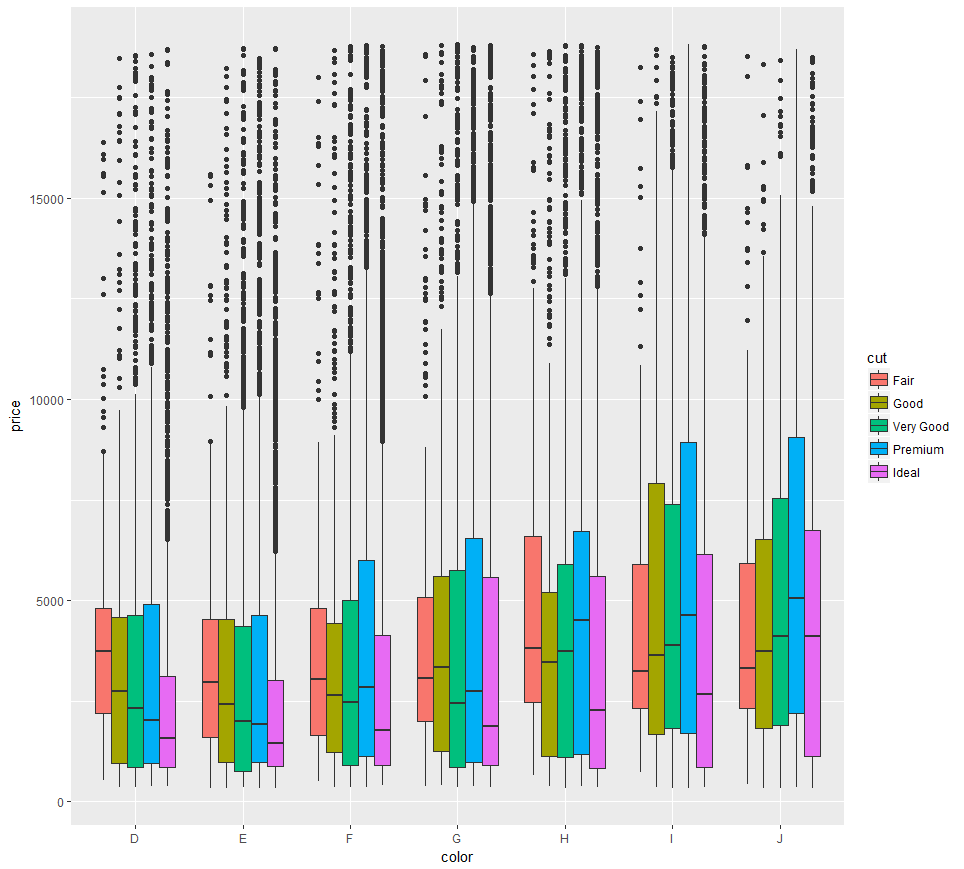 price
15000
10000
5000
0
D E F G H I J
color
cut
Fair
Good
Very Good
Premium
Ideal